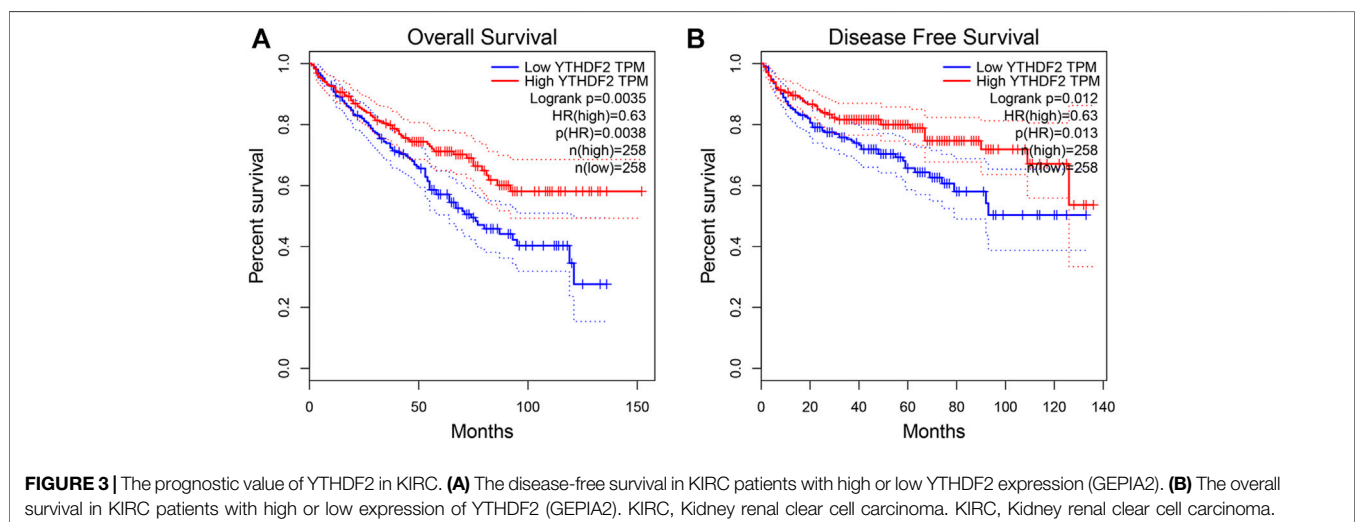 A
Overall Survival
Low YTHDF2 TPM
High YTHDF2 TPM
Logrank p=0.0035
HR(high)=0.63
p(HR)=0.0038
n(high)=258
n(low)=258
Percent survival
1.0
0.8
0.6
0.4
0.2
0.0
0 50 100 150
Months
B
Disease Free Survival
Low YTHDF2 TPM
High YTHDF2 TPM
Logrank p=0.012
HR(high)=0.63
p(HR)=0.013
n(high)=258
n(low)=258
Percent survival
1.0
0.8
0.6
0.4
0.2
0.0
0 20 40 60 80 100 120 140
Months
FIGURE 3 | The prognostic value of YTHDF2 in KIRC. (A) The disease-free survival in KIRC patients with high or low YTHDF2 expression (GEPIA2). (B) The overall
survival in KIRC patients with high or low expression of YTHDF2 (GEPIA2). KIRC, Kidney renal clear cell carcinoma. KIRC, Kidney renal clear cell carcinoma.